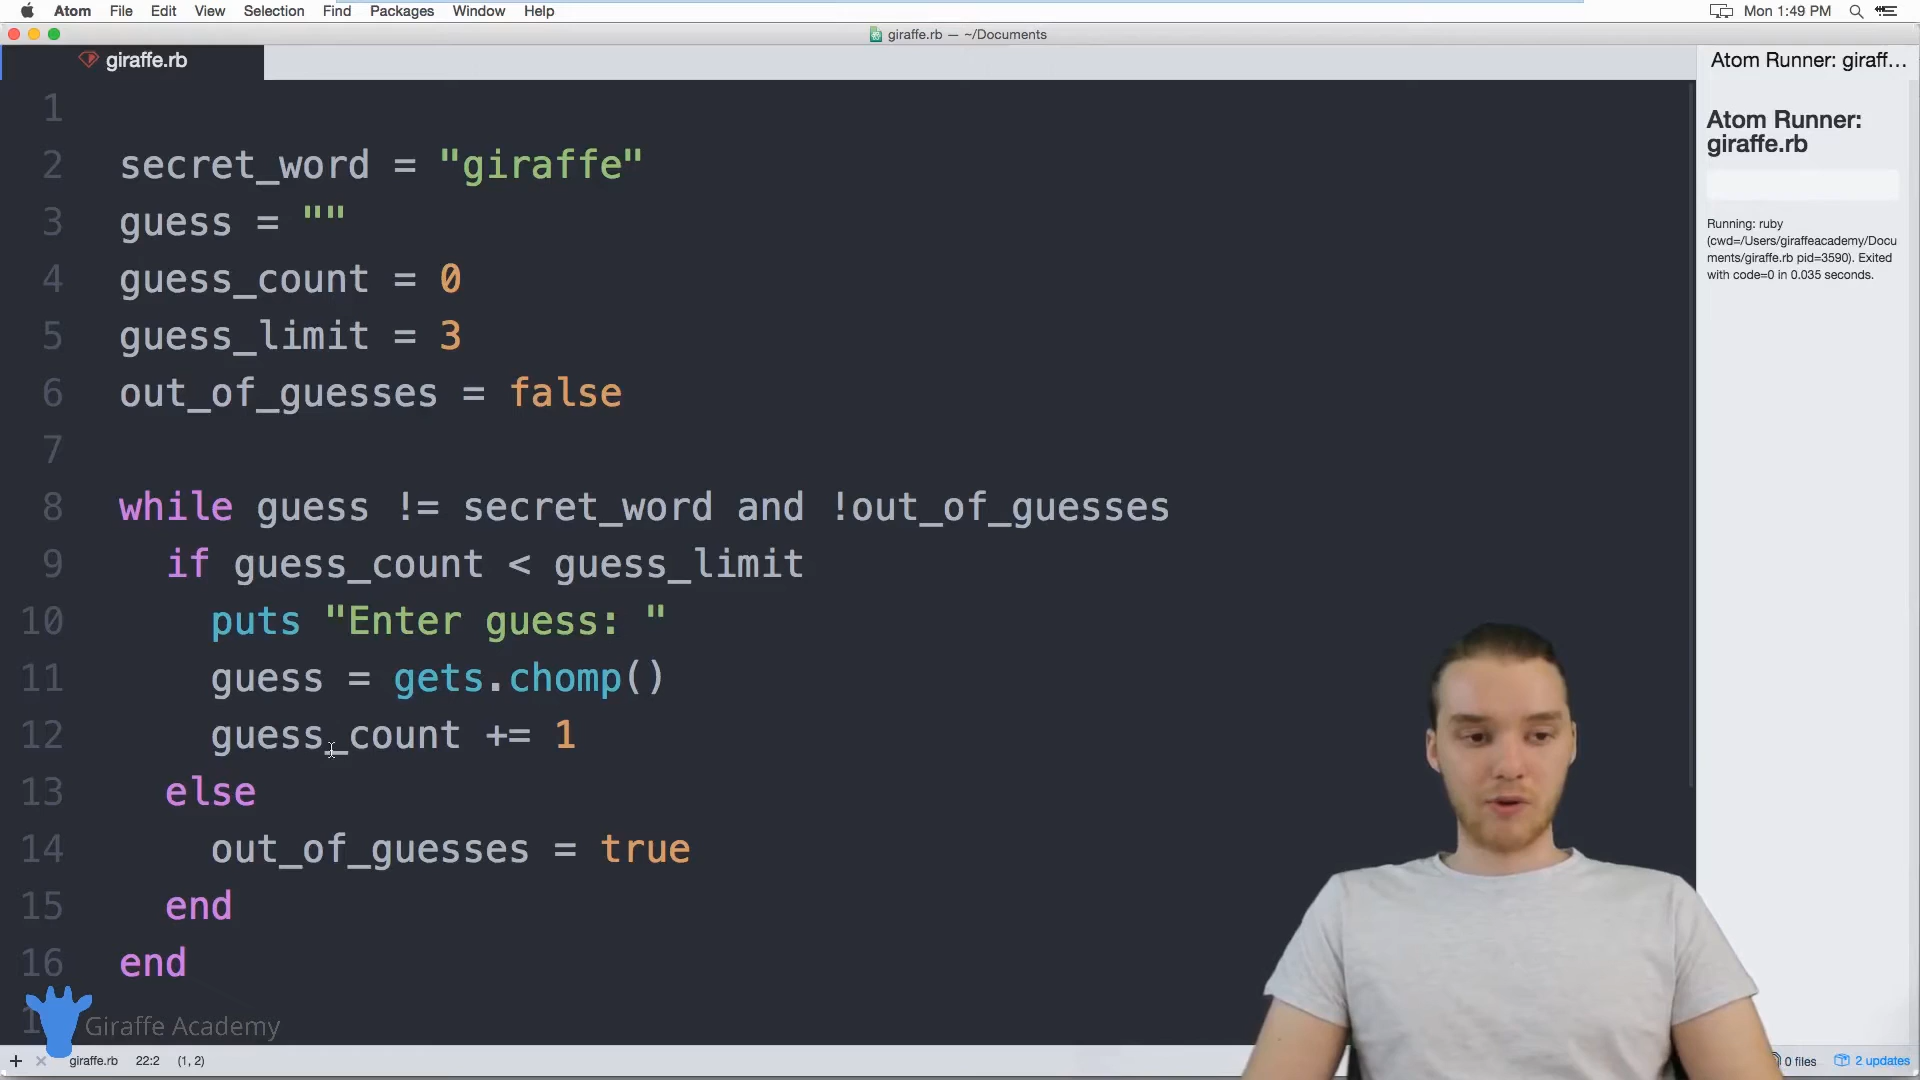 Atom File Edit View Selection Find Packages Window Help Mon 1:49 PM
giraffe.rb — ~/Documents
giraffe.rb
Atom Runner: giraff...
Atom Runner:
giraffe.rb
Running: ruby
(cwd=/Users/giraffeacademy/Docu
ments/giraffe.rb pid=3590). Exited
with code=0 in 0.035 seconds.
1
2 secret_word = "giraffe"
3 guess = ""
4 guess_count = 0
5 guess_limit = 3
6 out_of_guesses = false
7
8 while guess != secret_word and !out_of_guesses
9 if guess_count < guess_limit
10 puts "Enter guess: "
11 guess = gets.chomp()
12 guess_count += 1
13 else
14 out_of_guesses = true
15 end
16 end
Giraffe Academy
giraffe.rb 22:2 (1, 2) 0 files 2 updates